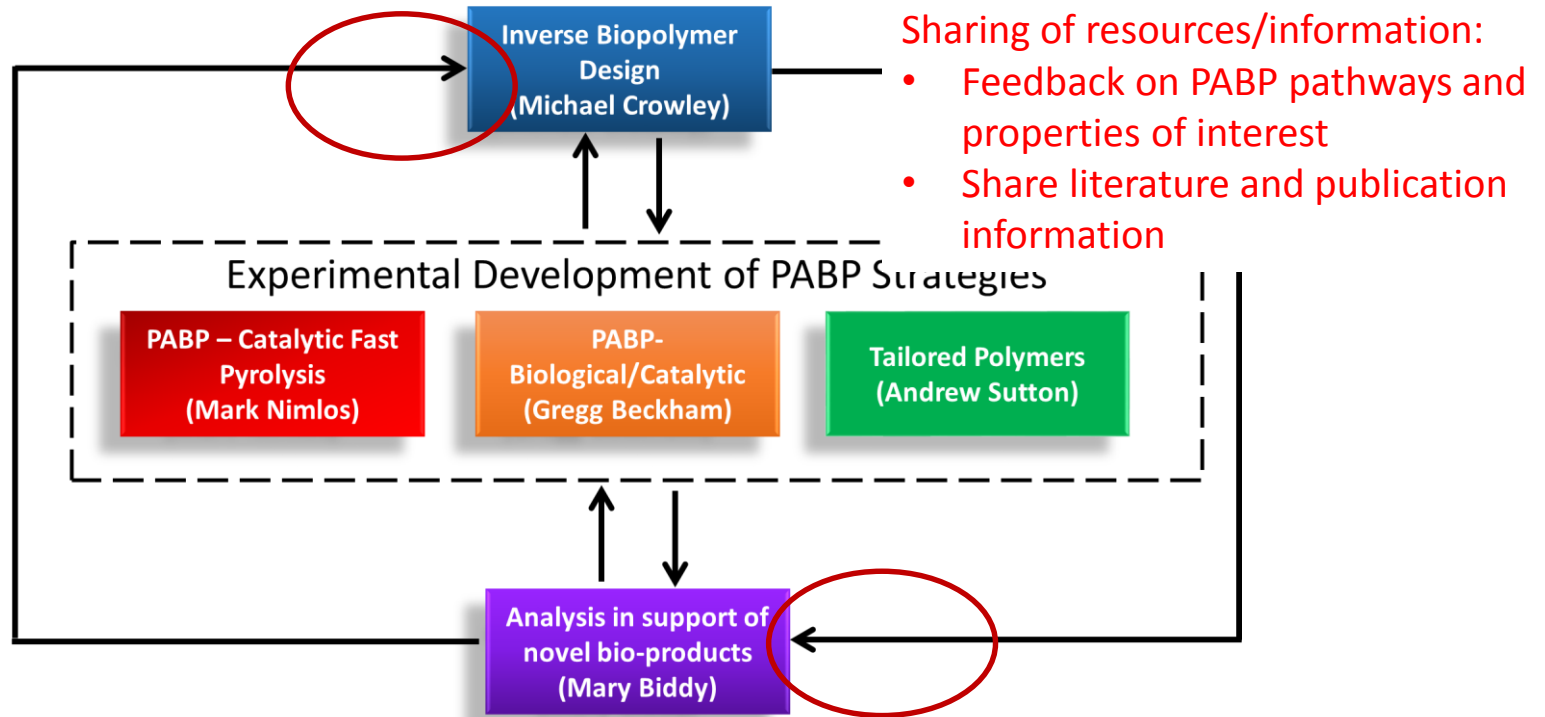 Inverse Biopolymer
Design
(Michael Crowley)
Sharing of resources/information:
• Feedback on PABP pathways and
properties of interest
• Share literature and publication
information
Experimental Development of PABP Strategies
PABP – Catalytic Fast
Pyrolysis
(Mark Nimlos)
PABP-
Biological/Catalytic
(Gregg Beckham)
Tailored Polymers
(Andrew Sutton)
Analysis in support of
novel bio-products
(Mary Biddy)